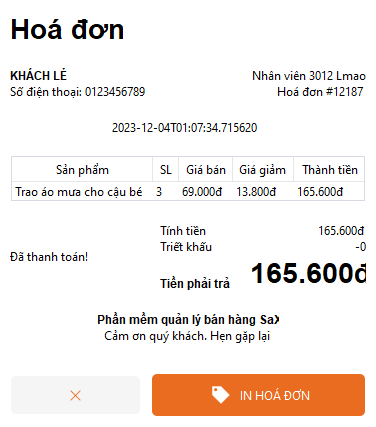 Hoá đơn
KHÁCH LẺ
Nhân viên 3012 Lmao
Số điện thoại: 0123456789
Hoá đơn #12187
2023-12-04T01:07:34.715620
Sản phẩm SL Giá bán Giá giảm Thành tiền
Trao áo mưa cho cậu bé 3 69.000đ 13.800đ 165.600đ
Tính tiền 165.600đ
Triết khấu -0
Đã thanh toán!
Tiền phải trả 165.600đ
Phần mềm quản lý bán hàng SaX
Cảm ơn quý khách. Hẹn gặp lại
IN HOÁ ĐƠN